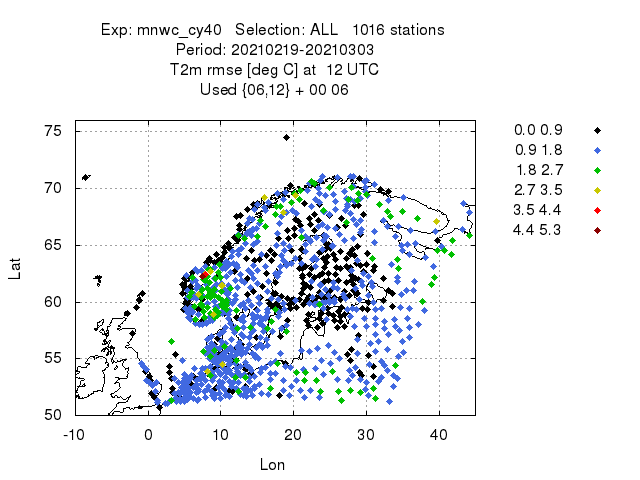 Exp: mnwc_cy40 Selection: ALL 1016 stations
Period: 20210219-20210303
T2m rmse [deg C] at 12 UTC
Used {06,12} + 00 06
75
70
65
60
55
50
Lat
-10 0 10 20 30 40
Lon
0.0 0.9
0.9 1.8
1.8 2.7
2.7 3.5
3.5 4.4
4.4 5.3